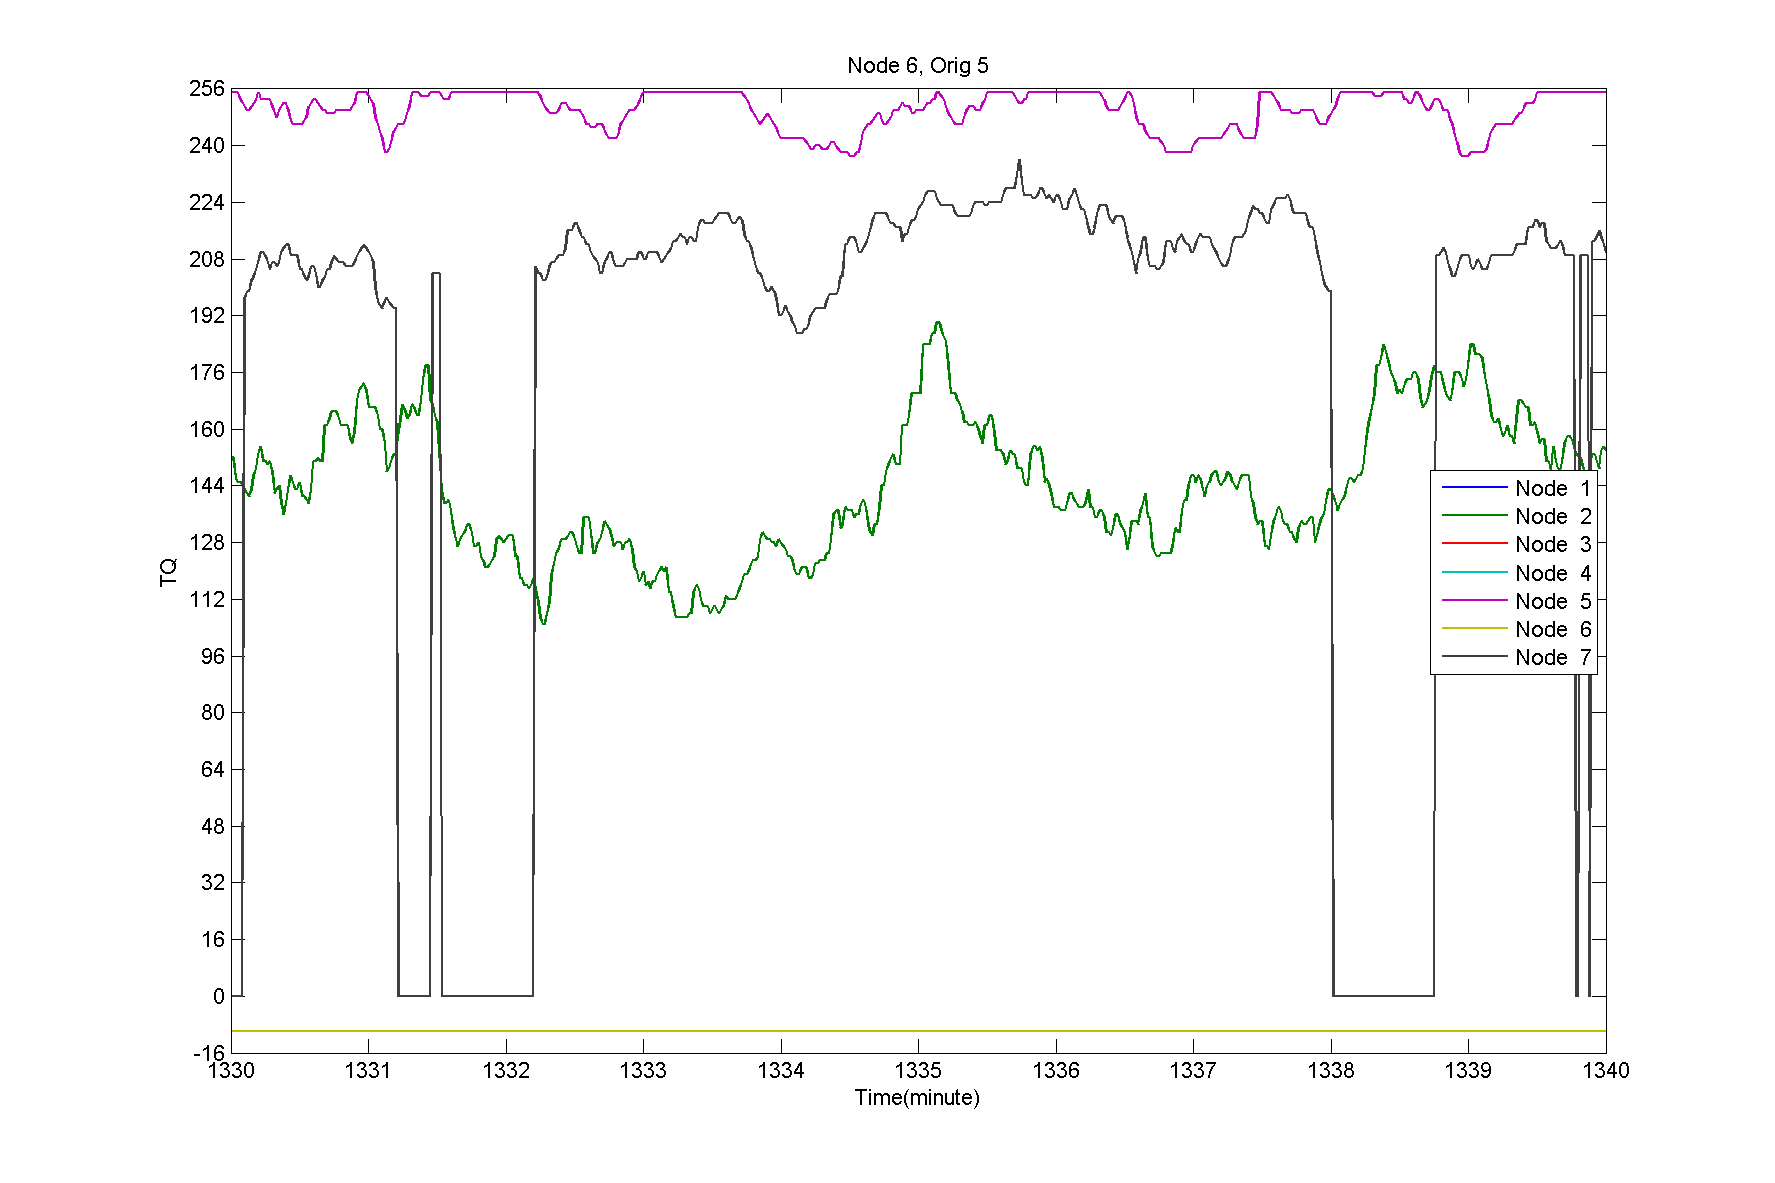 Node 6, Orig 5
256
240
224
208
192
176
160
144
128
112
96
80
64
48
32
16
0
-16
TQ
Node 1
Node 2
Node 3
Node 4
Node 5
Node 6
Node 7
1330 1331 1332 1333 1334 1335 1336 1337 1338 1339 1340
Time(minute)